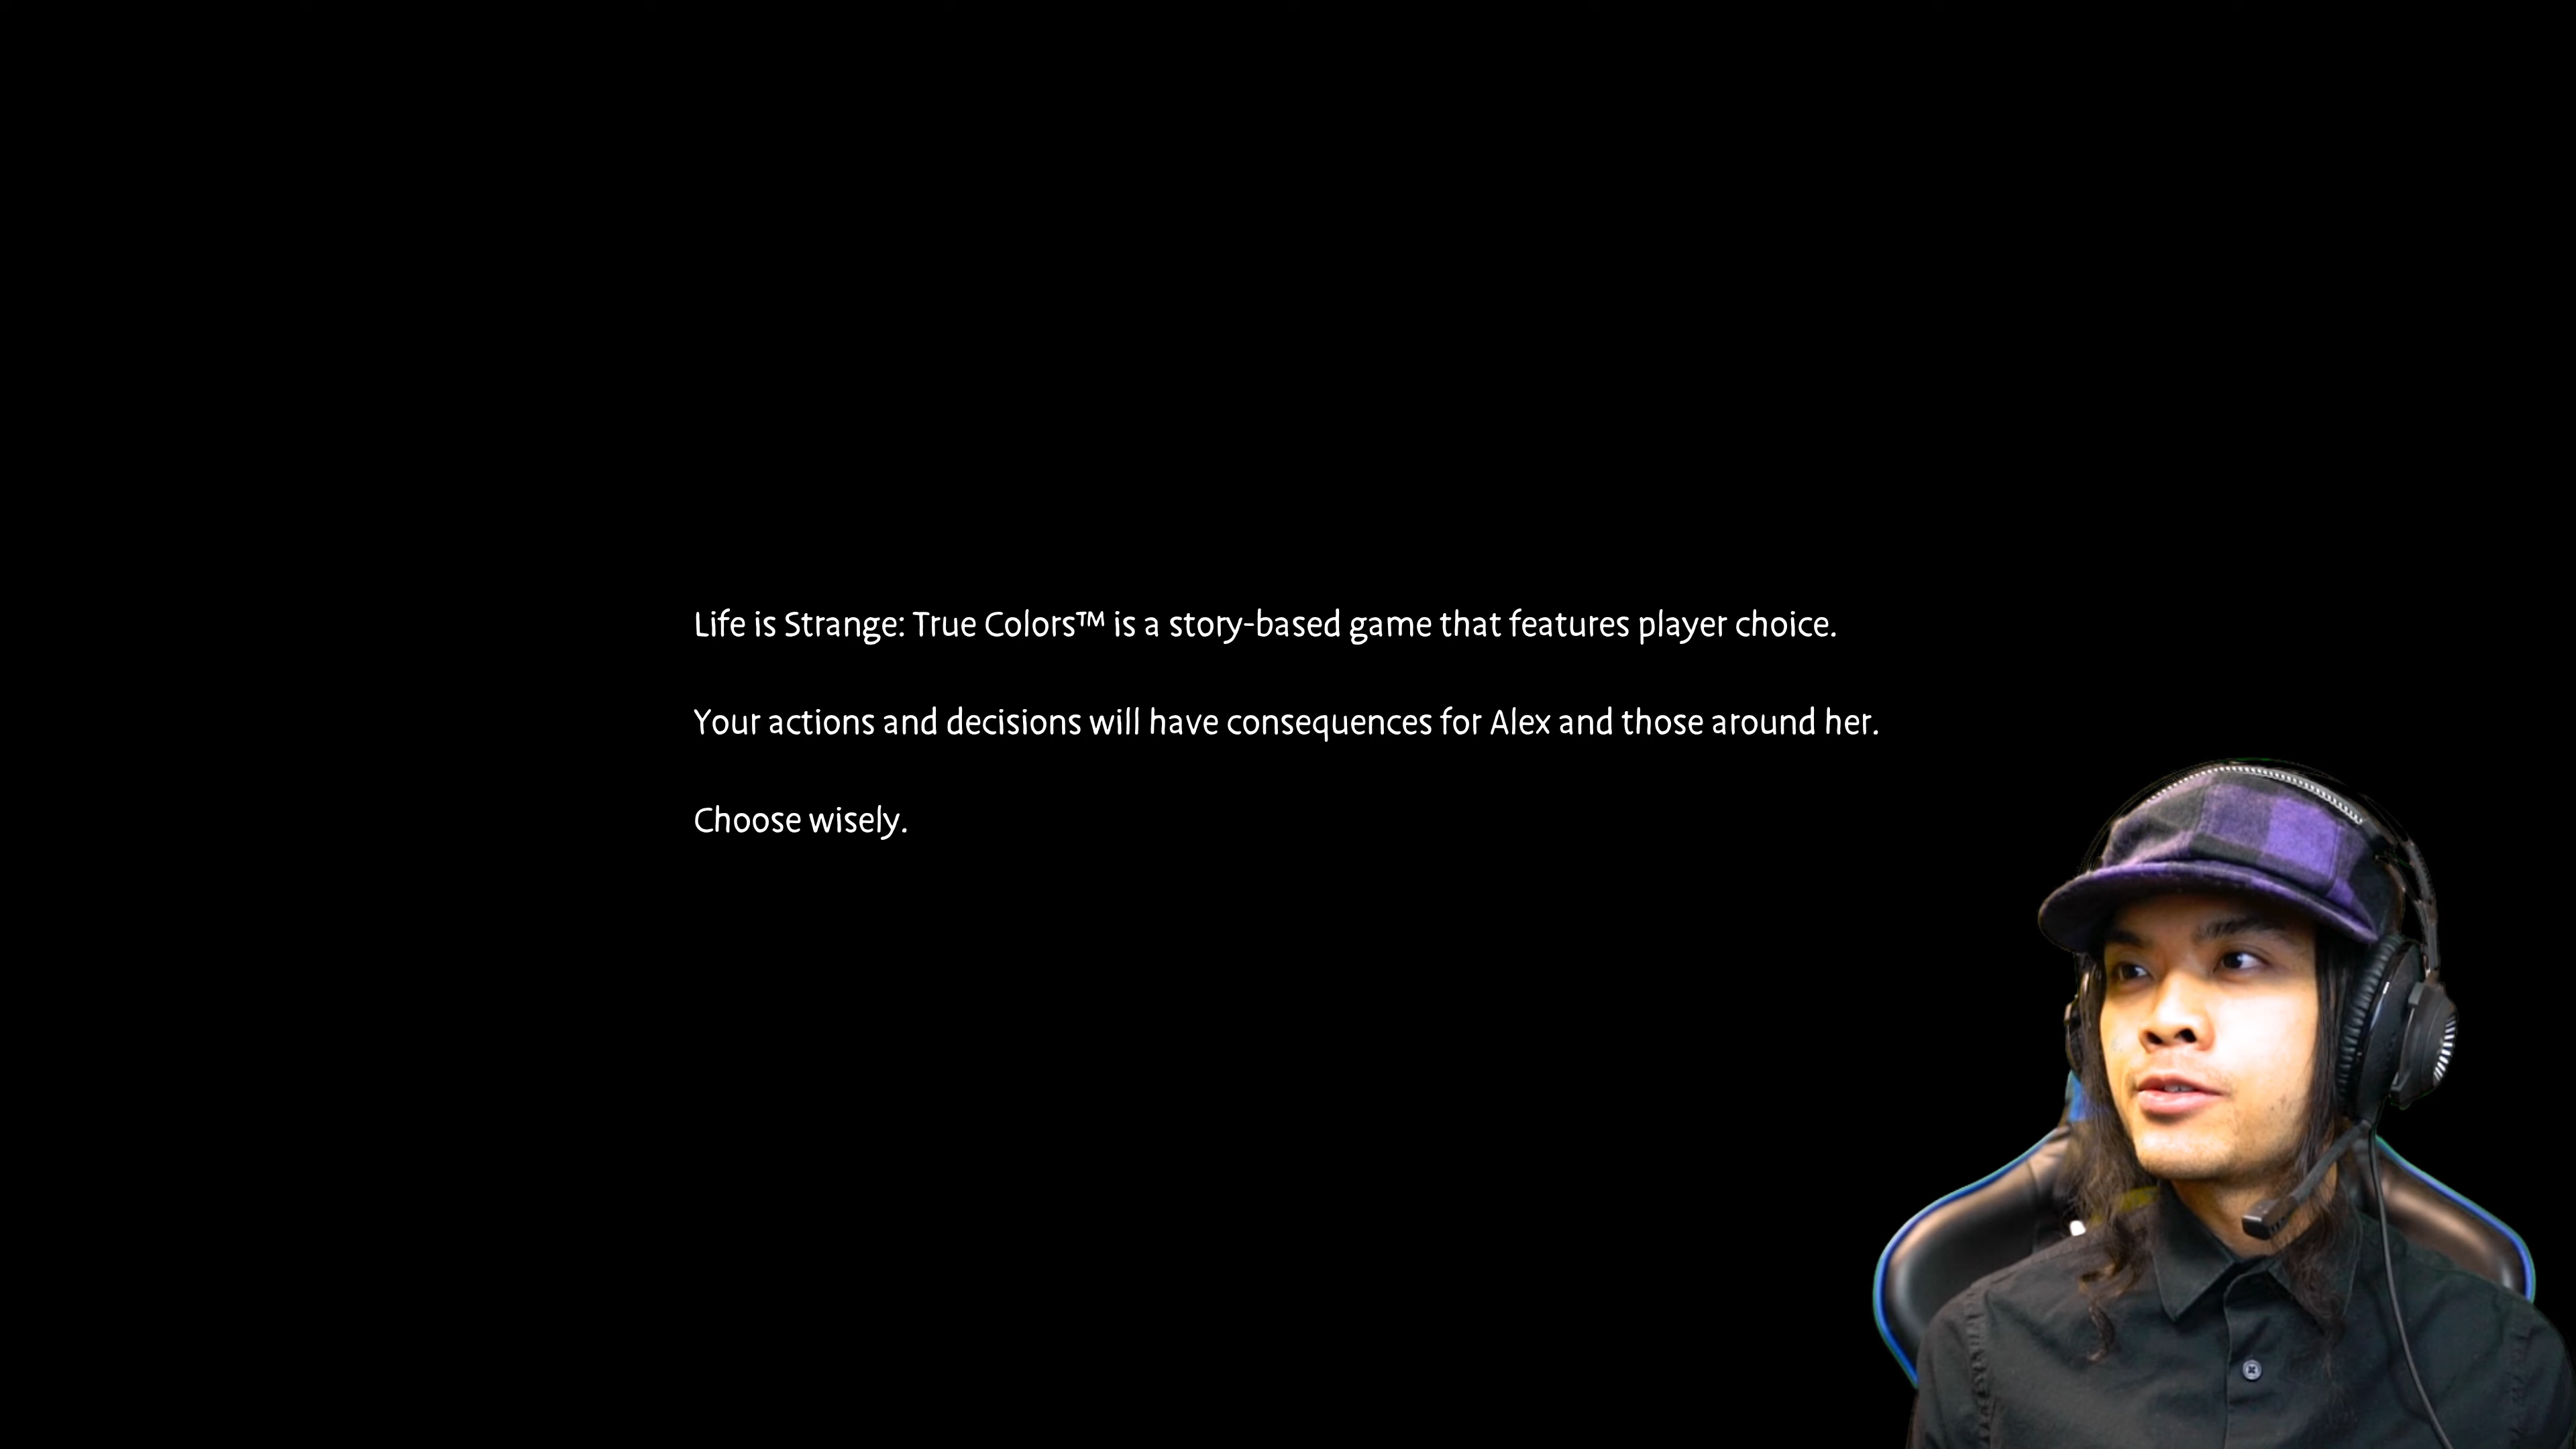 Life is Strange: True Colors™ is a story-based game that features player choice.
Your actions and decisions will have consequences for Alex and those around her.
Choose wisely.